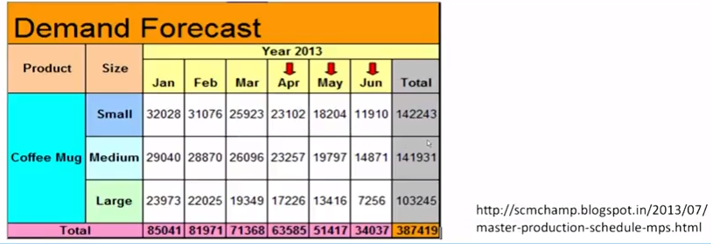 Demand Forecast
Product Size Year 2013
Jan Feb Mar Apr May Jun Total
Coffee Mug Small 32028 31076 25923 23102 18204 11910 142243
Medium 29040 28870 26096 23257 19797 14871 141931
Large 23973 22025 19349 17226 13416 7256 103245
Total 85041 81971 71368 63585 51417 34037 387419
http://scmchamp.blogspot.in/2013/07/
master-production-schedule-mps.html